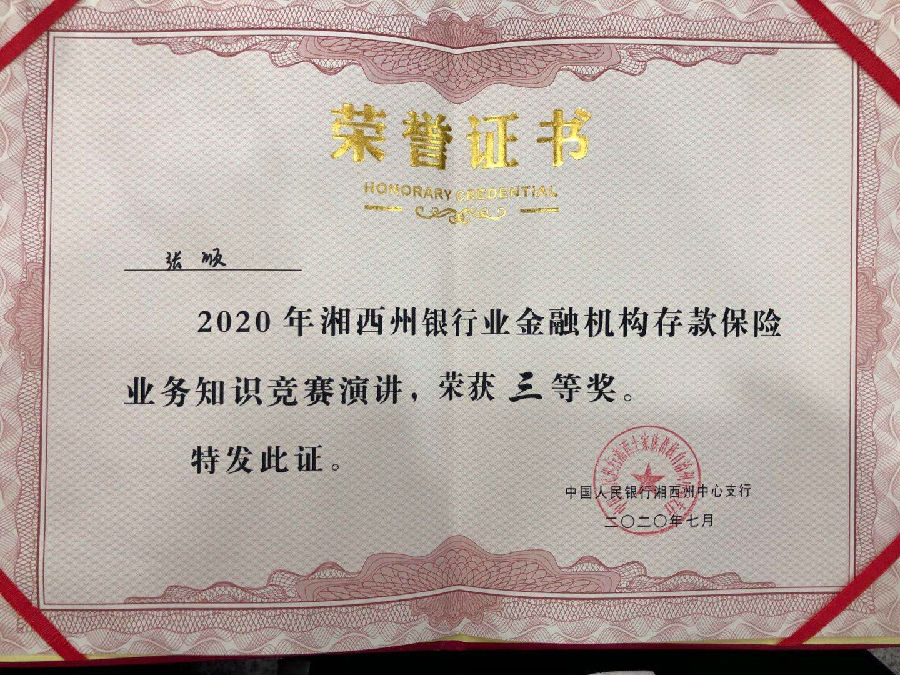 荣誉证书
HONORARY CREDENTIAL
张顺
2020年湘西州银行业金融机构存款保险
业务知识竞赛演讲，荣获三等奖。
特发此证。
中国人民银行湘西州中心支行
二〇二〇年七月